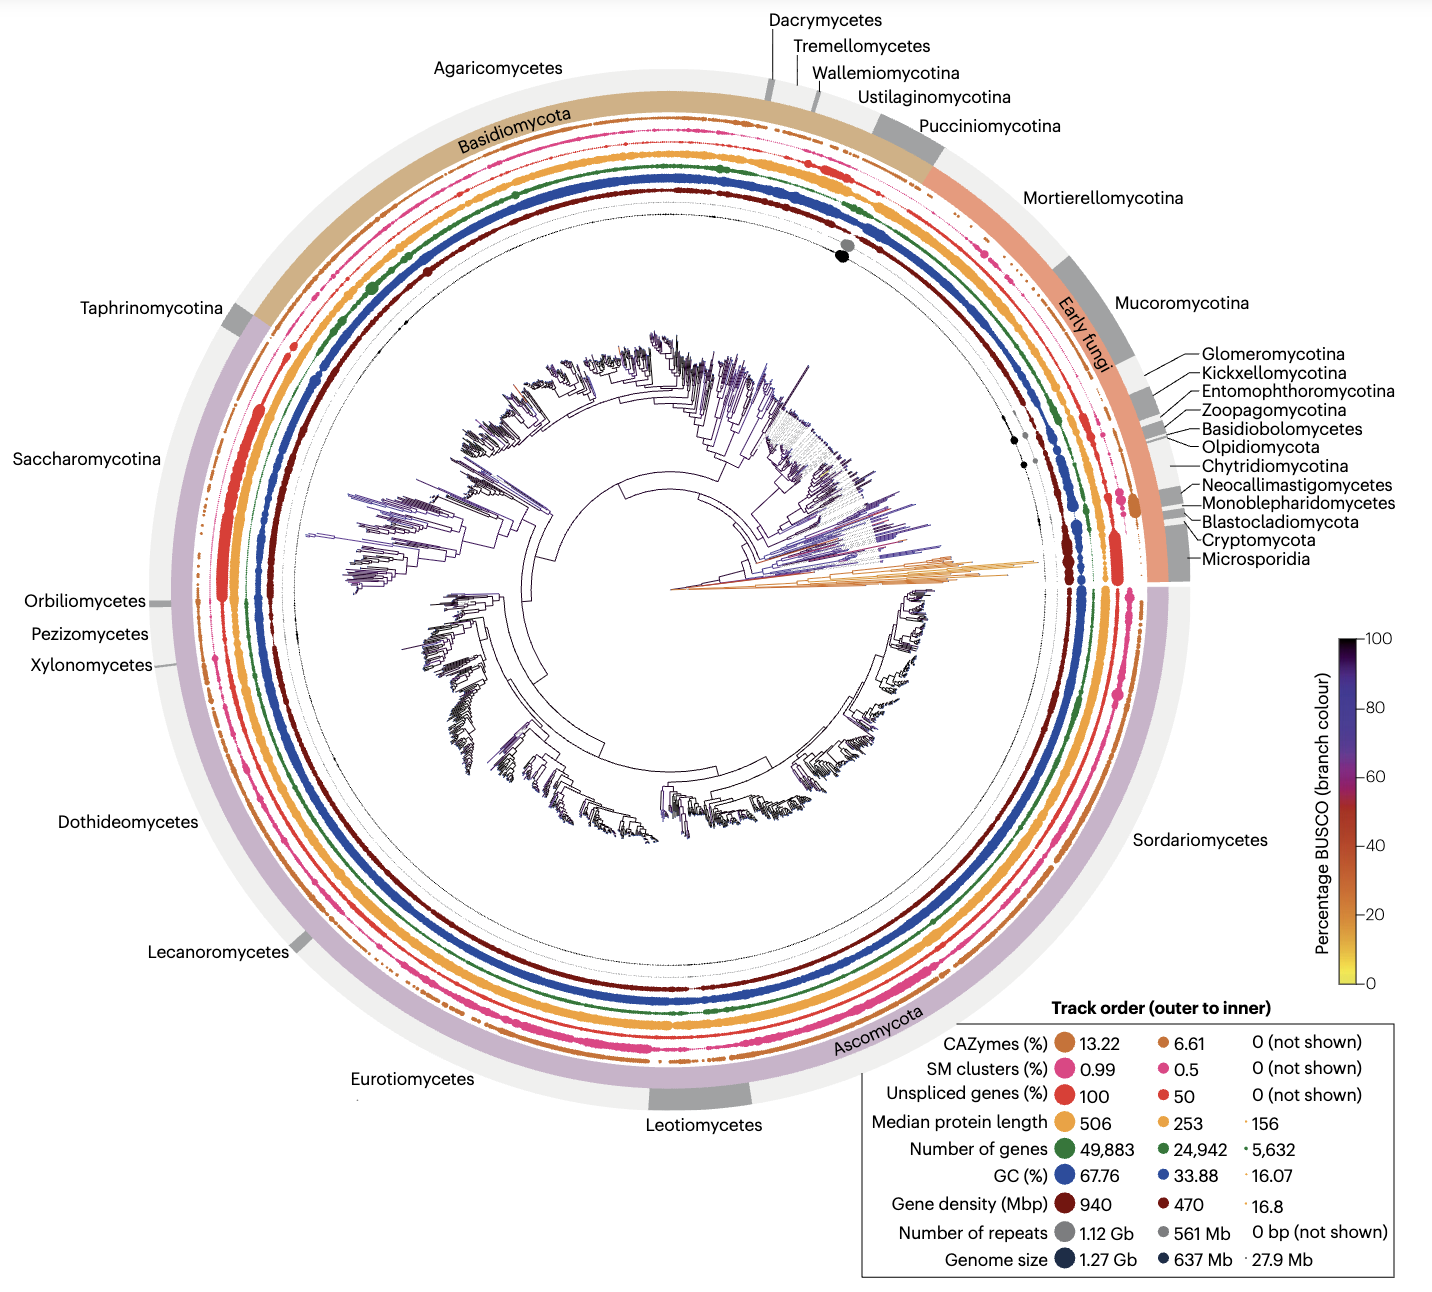 Dacrymycetes
Tremellomycetes
Agaricomycetes
Wallemiomycotina
Ustilaginomycotina
Pucciniomycotina
Basidiomycota
Mortierellomycotina
Taphrinomycotina
Mucoromycotina
Early fungi
Glomeromycotina
Kickxellomycotina
Entomophthoromycotina
Zoopagomycotina
Basidiobolomycetes
Olpidiomycota
Saccharomycotina
Chytridiomycotina
Neocallimastigomycetes
Monoblepharidomycetes
Blastocladiomycota
Cryptomycota
Microsporidia
Orbiliomycetes
Pezizomycetes
Xylonomycetes
100
80
60
40
20
0
Percentage BUSCO (branch colour)
Dothideomycetes
Sordariomycetes
Lecanoromycetes
Ascomycota
Eurotiomycetes
Leotiomycetes
Track order (outer to inner)
CAZymes (%) 13.22 6.61 0 (not shown)
SM clusters (%) 0.99 0.5 0 (not shown)
Unspliced genes (%) 100 50 0 (not shown)
Median protein length 506 253 156
Number of genes 49,883 24,942 5,632
GC (%) 67.76 33.88 16.07
Gene density (Mbp) 940 470 16.8
Number of repeats 1.12 Gb 561 Mb 0 bp (not shown)
Genome size 1.27 Gb 637 Mb 27.9 Mb